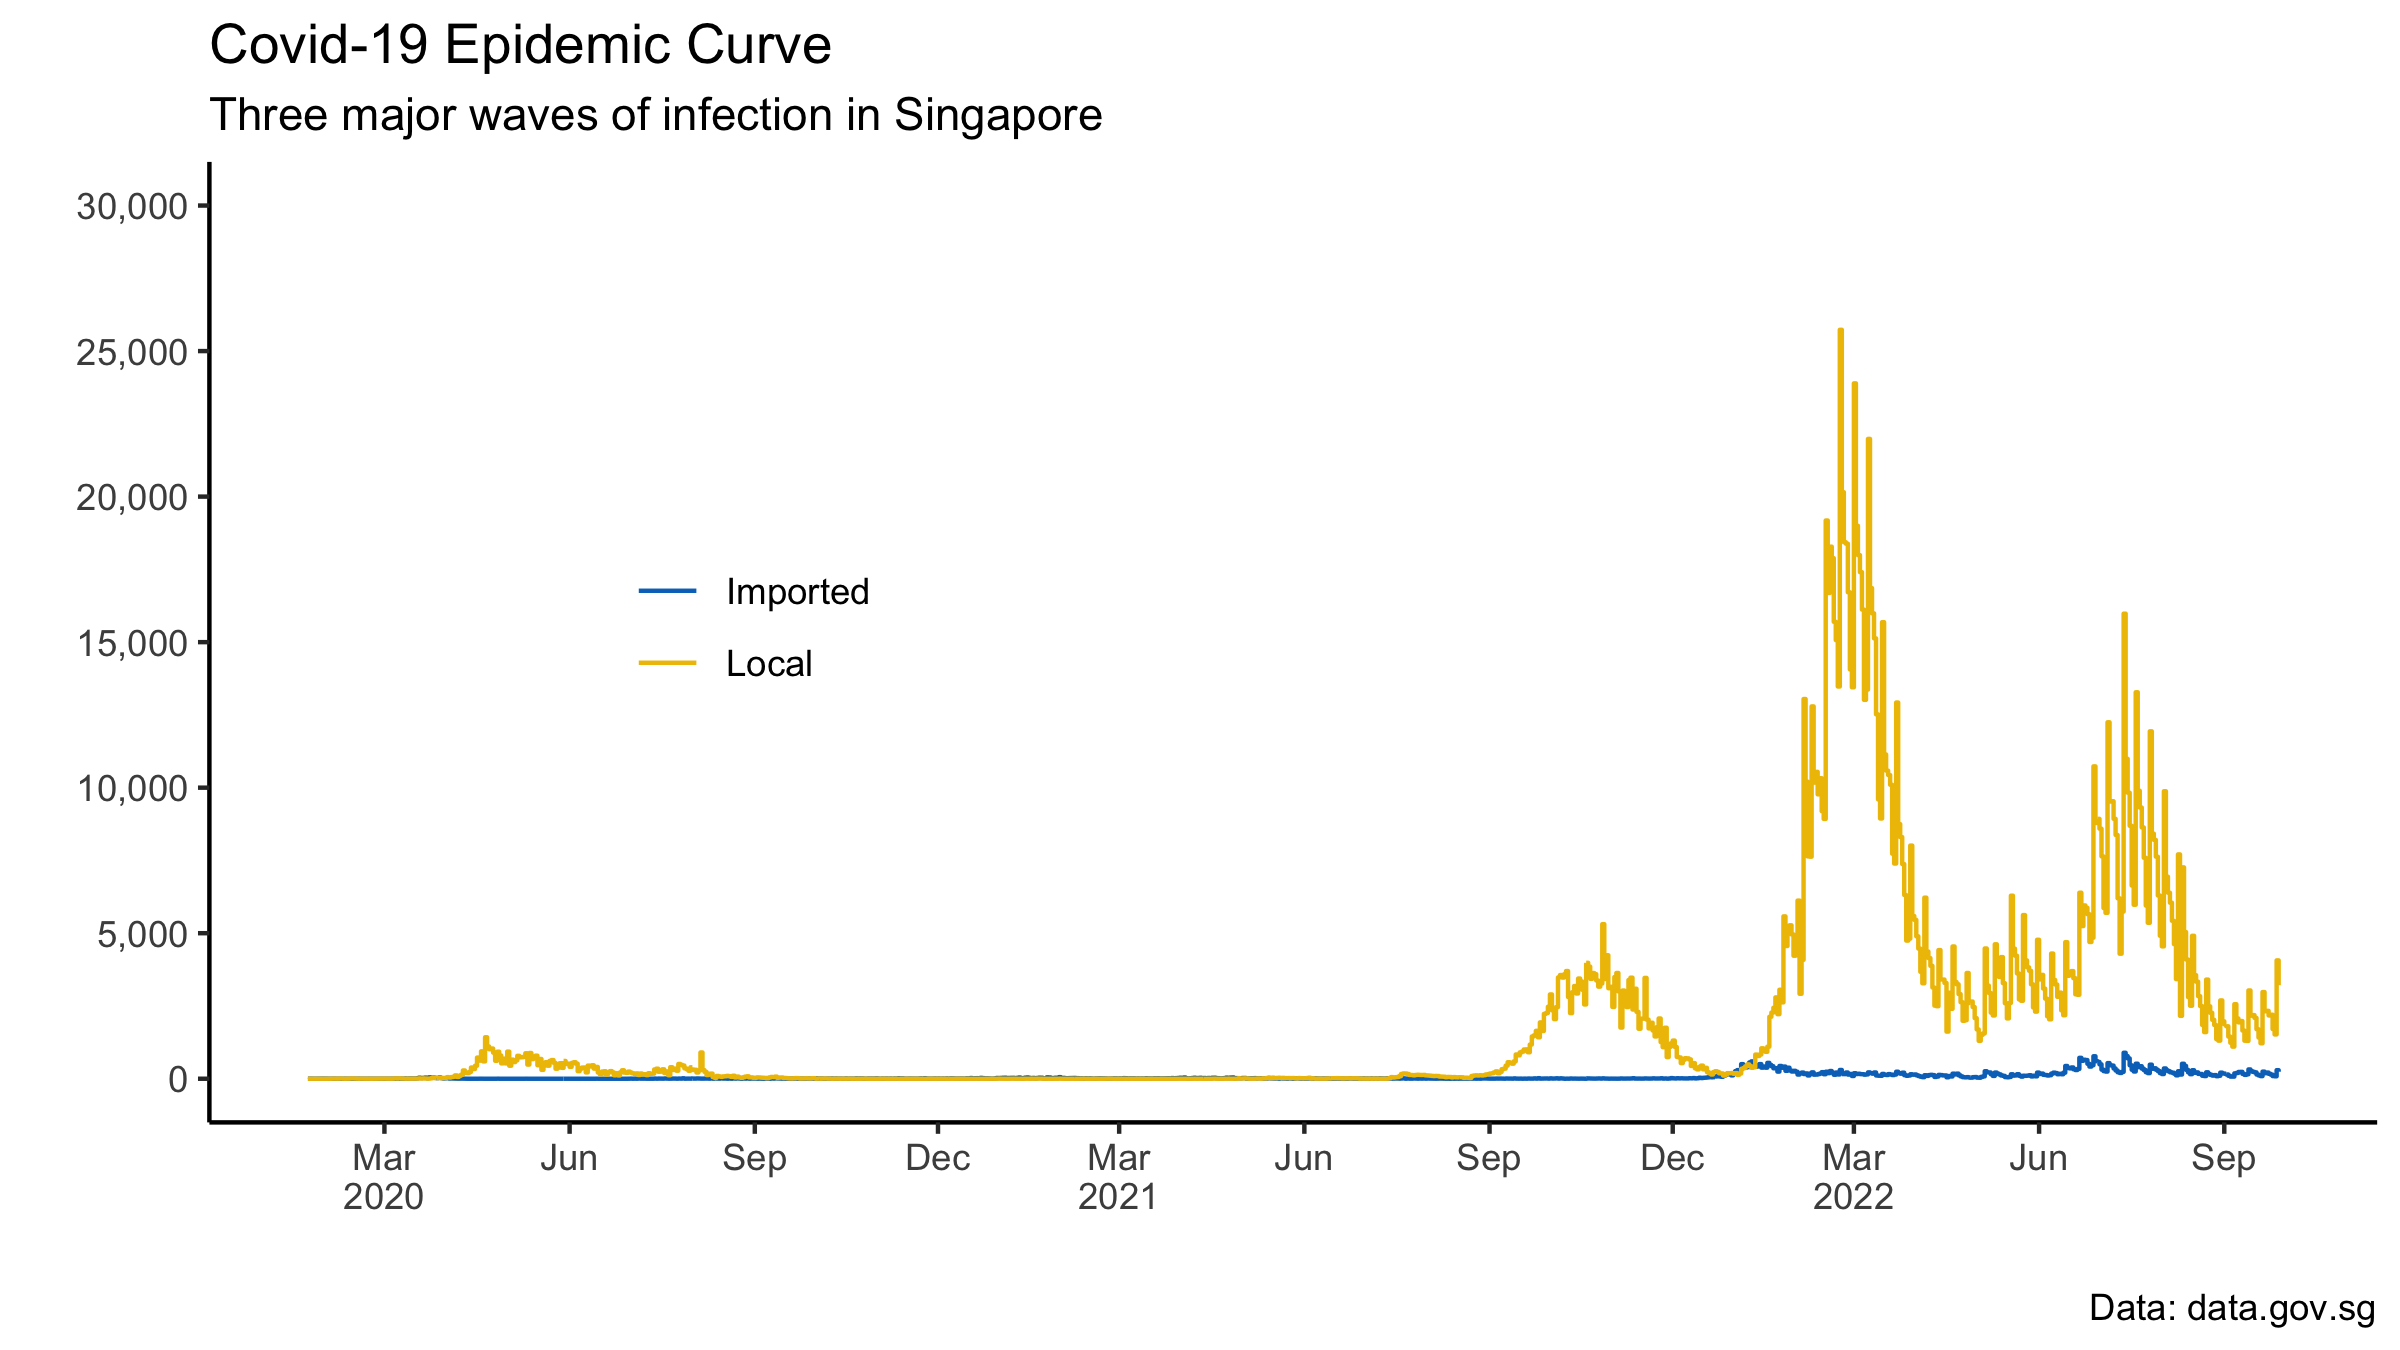 Covid-19 Epidemic Curve
Three major waves of infection in Singapore
30,000
25,000
20,000
15,000
10,000
5,000
0
Imported
Local
Mar Jun Sep Dec Mar Jun Sep Dec Mar Jun Sep
2020 2021 2022
Data: data.gov.sg